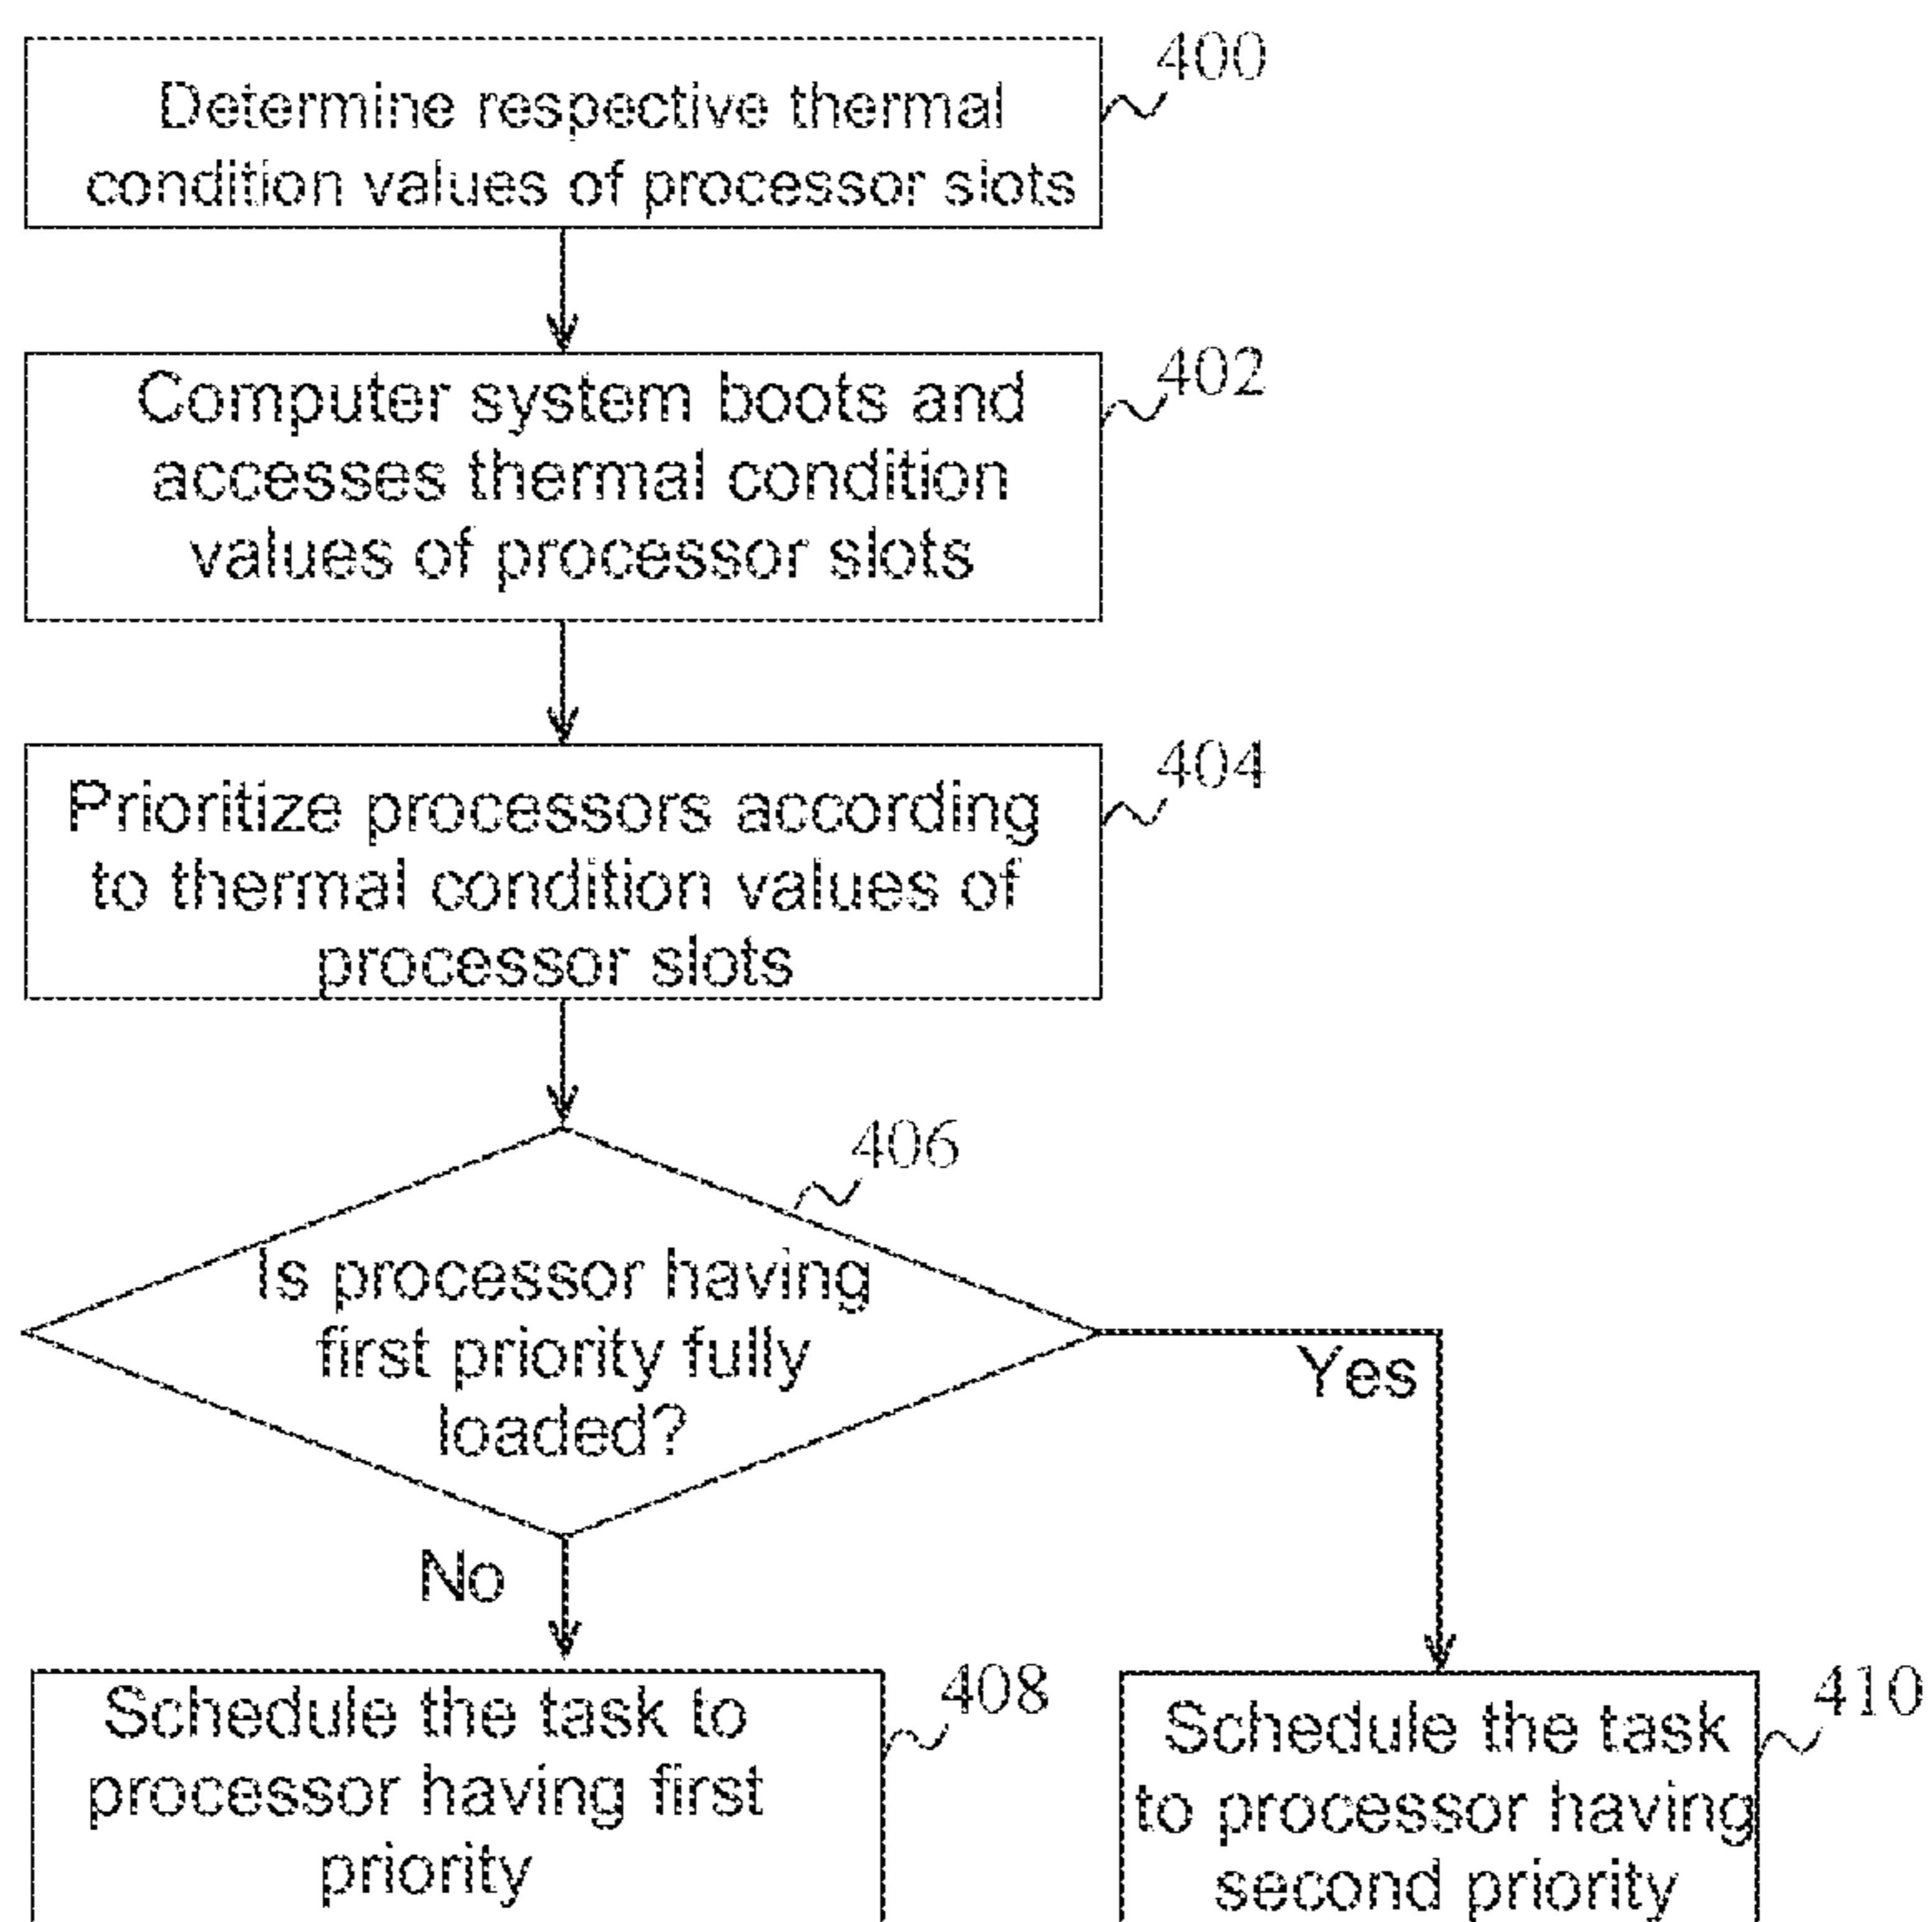 400
Determine respective thermal
condition values of processor slots
402
Computer system boots and
accesses thermal condition
values of processor slots
404
Prioritize processors according
to thermal condition values of
processor slots
406
Is processor having
first priority fully
loaded?
Yes
No
408
Schedule the task to
processor having first
priority
410
Schedule the task
to processor having
second priority